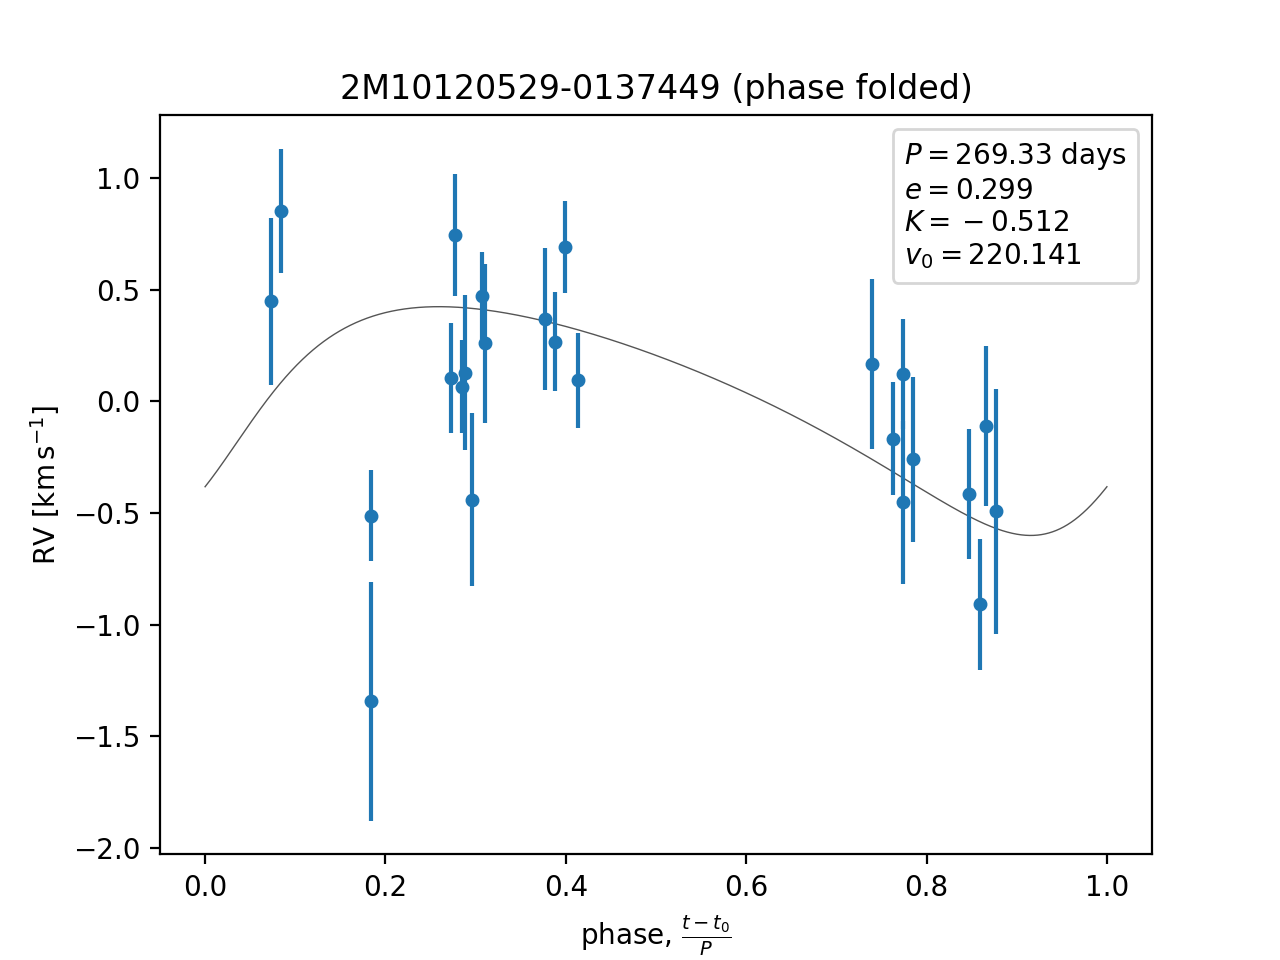 2M10120529-0137449 (phase folded)
P = 269.33 days
e = 0.299
K = −0.512
v₀ = 220.141
1.0
0.5
0.0
−0.5
−1.0
−1.5
−2.0
RV [km s⁻¹]
0.0 0.2 0.4 0.6 0.8 1.0
phase, (t − t₀)/P